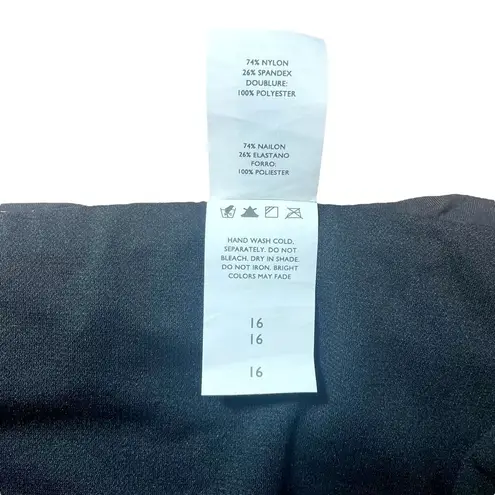 74% NYLON
26% SPANDEX
DOUBLURE:
100% POLYESTER
74% NAILON
26% ELASTANO
FORRO:
100% POLIESTER
HAND WASH COLD.
SEPARATELY. DO NOT
BLEACH. DRY IN SHADE.
DO NOT IRON. BRIGHT
COLORS MAY FADE
16
16
16